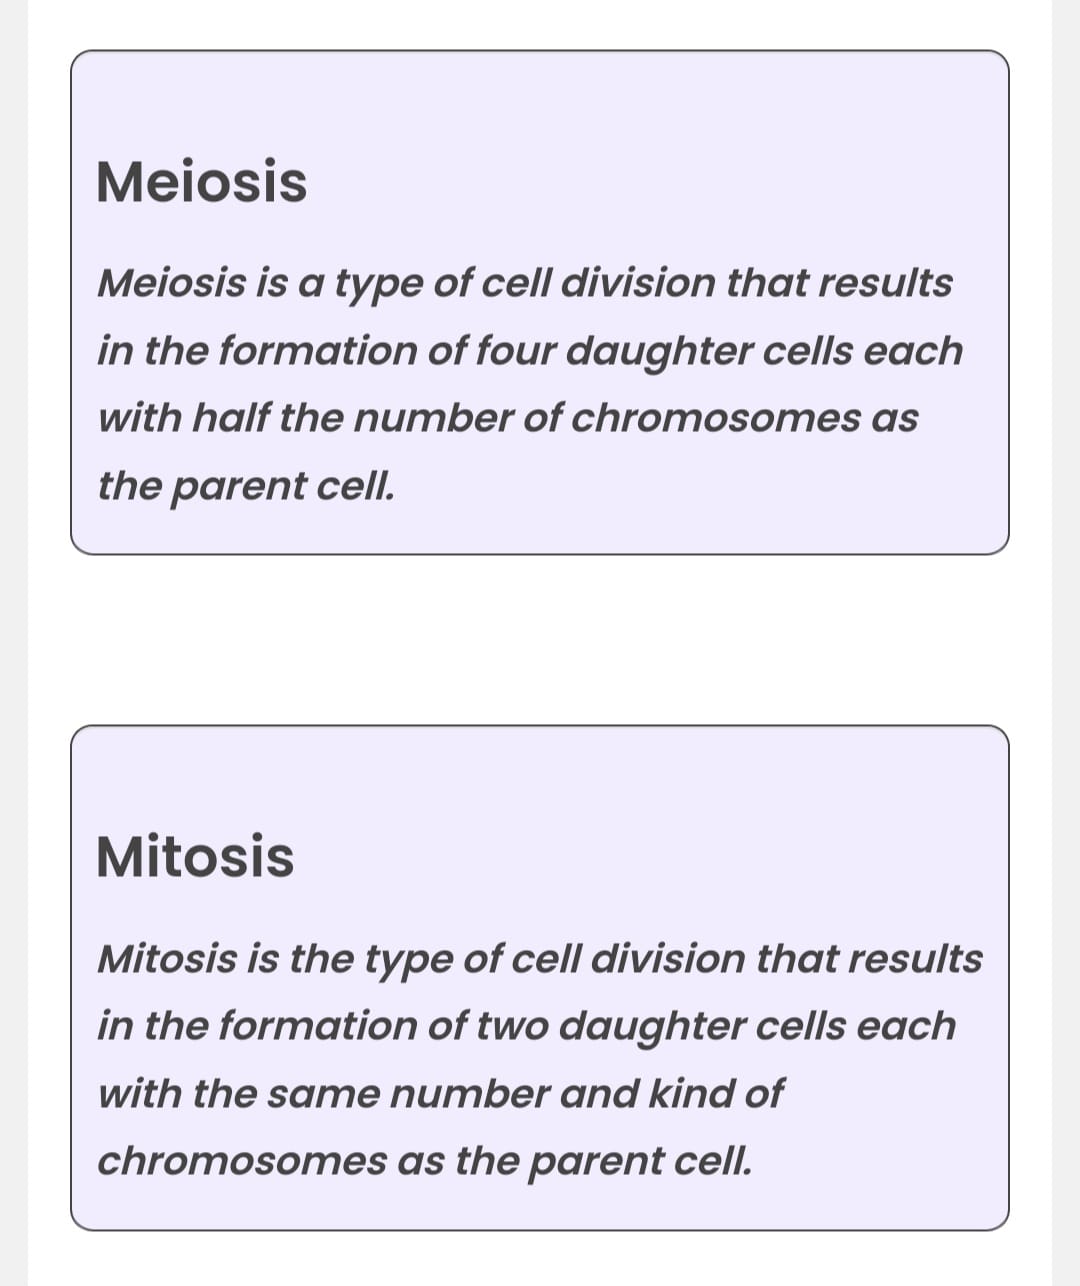 Meiosis
Meiosis is a type of cell division that results
in the formation of four daughter cells each
with half the number of chromosomes as
the parent cell.
Mitosis
Mitosis is the type of cell division that results
in the formation of two daughter cells each
with the same number and kind of
chromosomes as the parent cell.